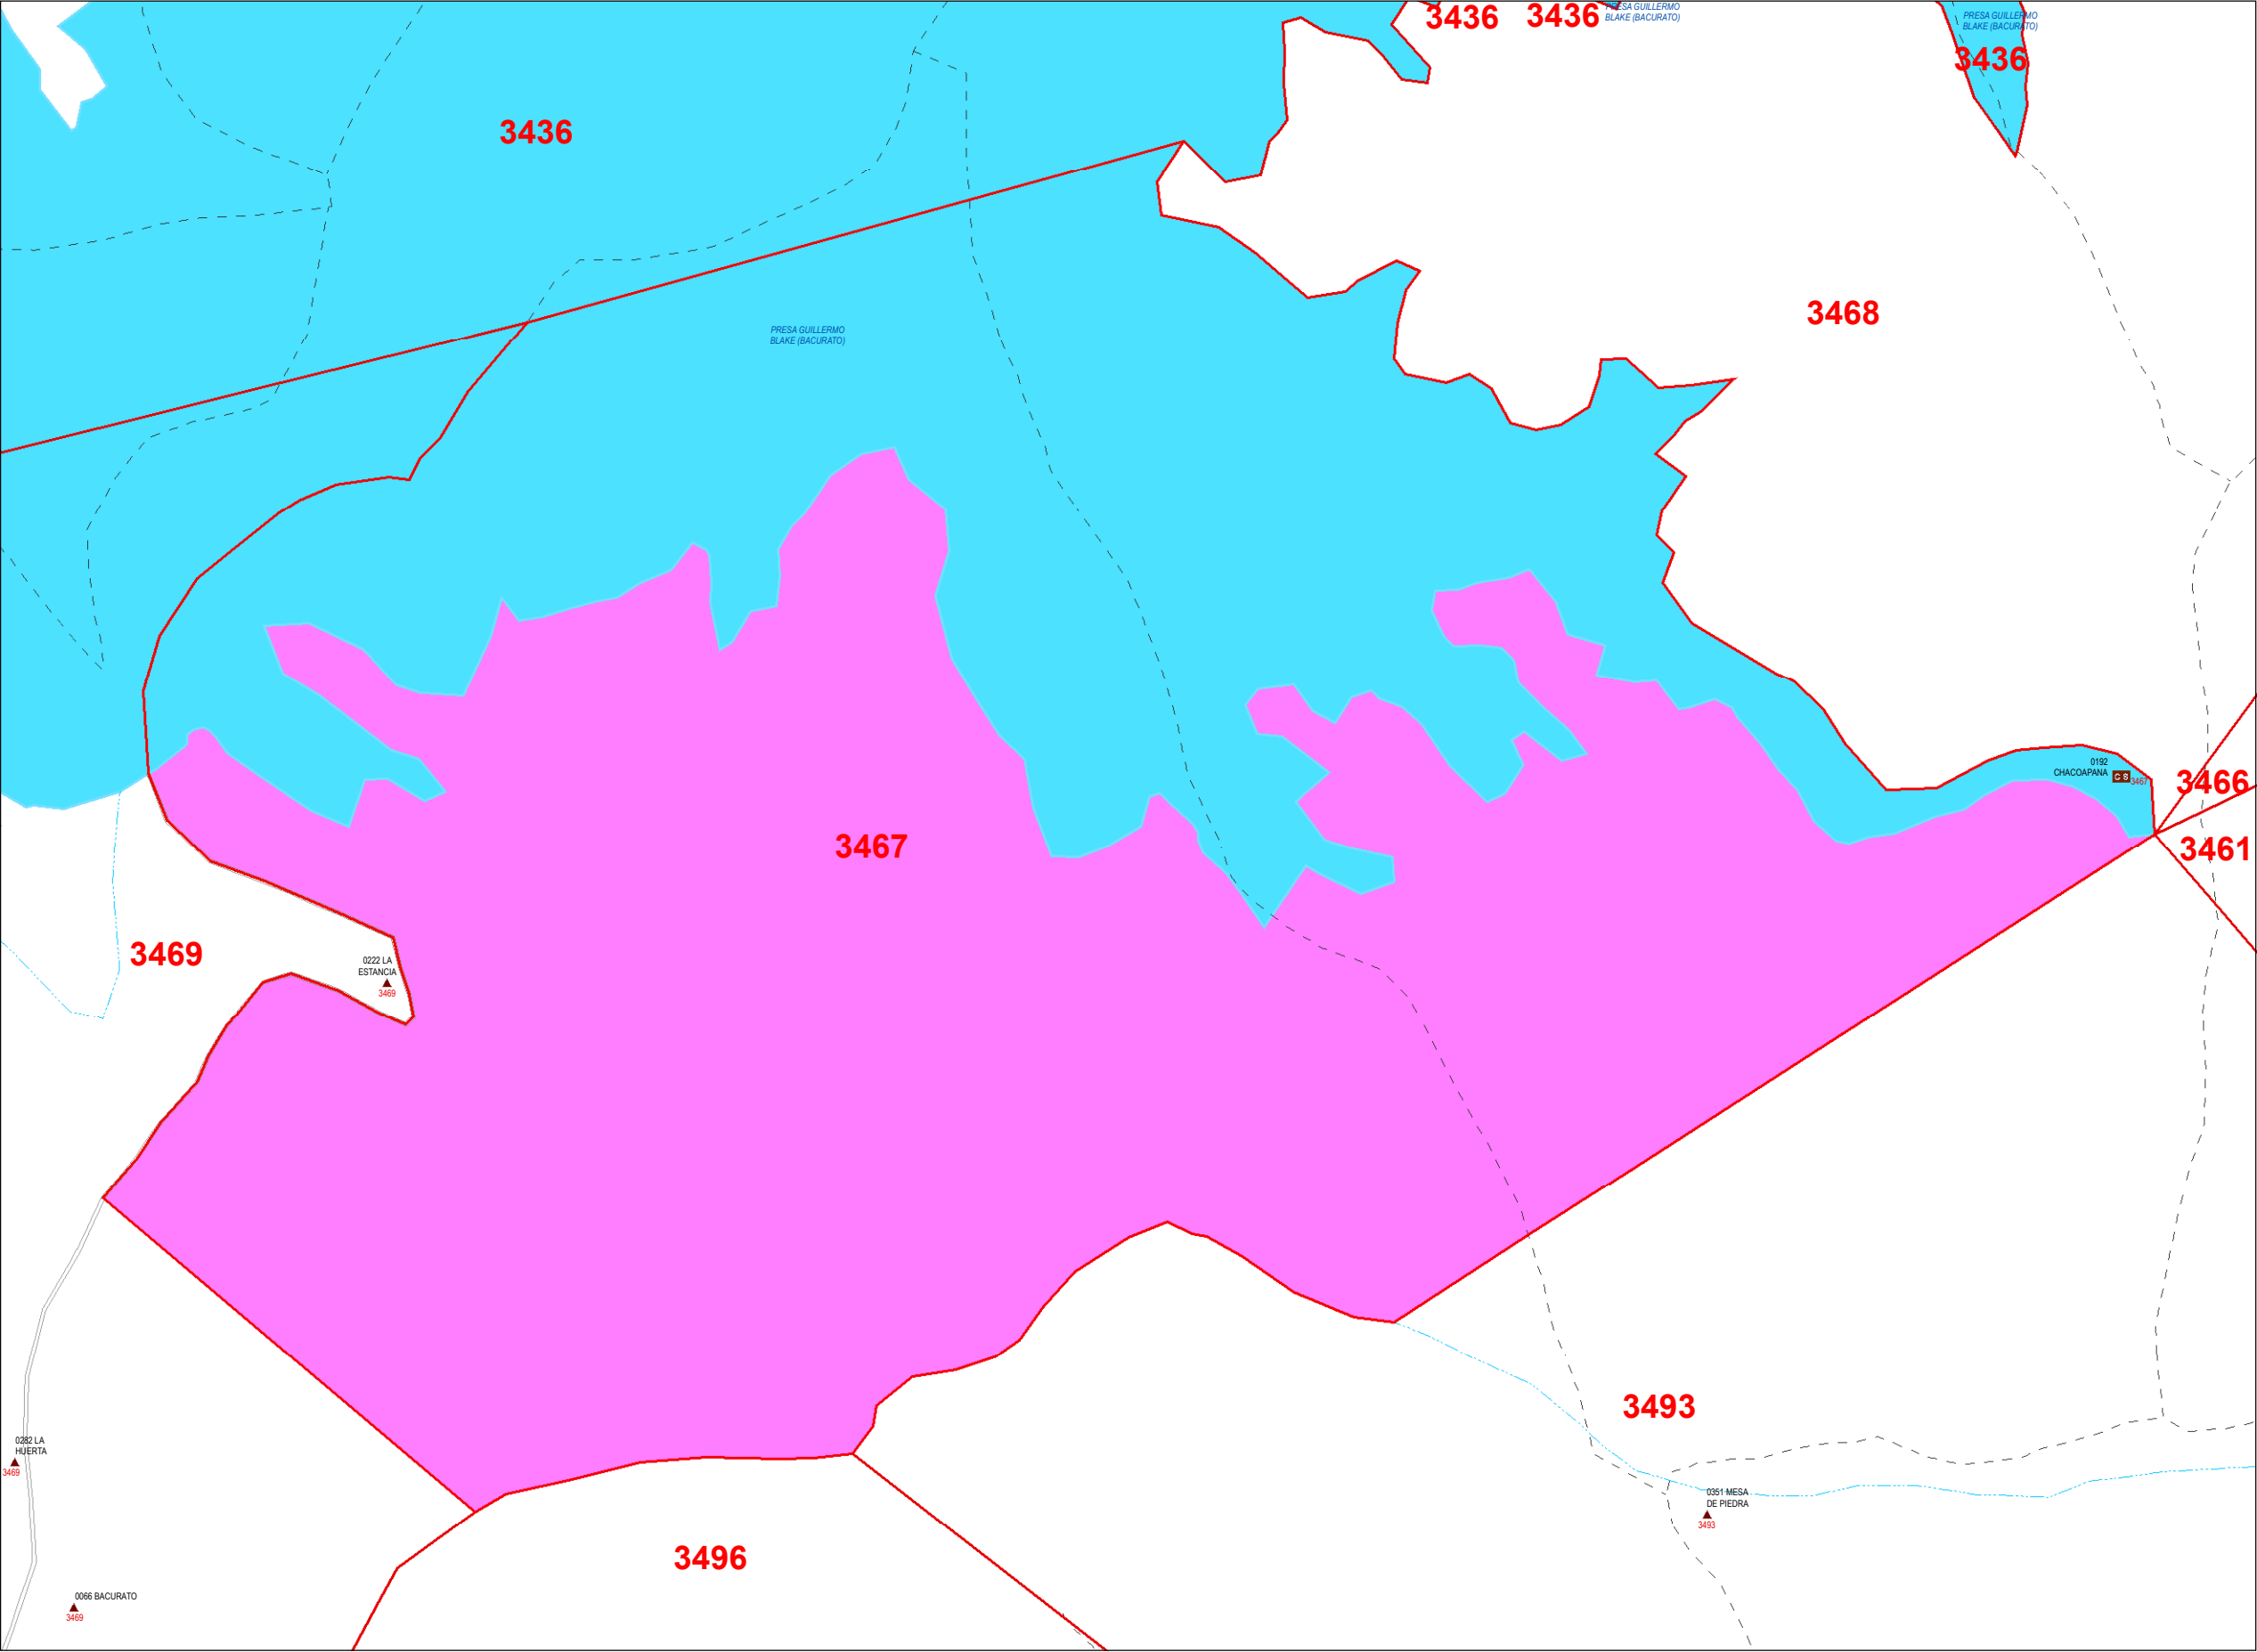 3436
3436
PRESA GUILLERMO
BLAKE (BACURATO)
PRESA GUILLERMO
BLAKE (BACURATO)
3436
3436
3468
PRESA GUILLERMO
BLAKE (BACURATO)
0192
CHACOAPANA
C S
3467
3466
3467
3461
3469
0222 LA
ESTANCIA
3469
3493
0282 LA
HUERTA
3469
0351 MESA
DE PIEDRA
3493
3496
0066 BACURATO
3469